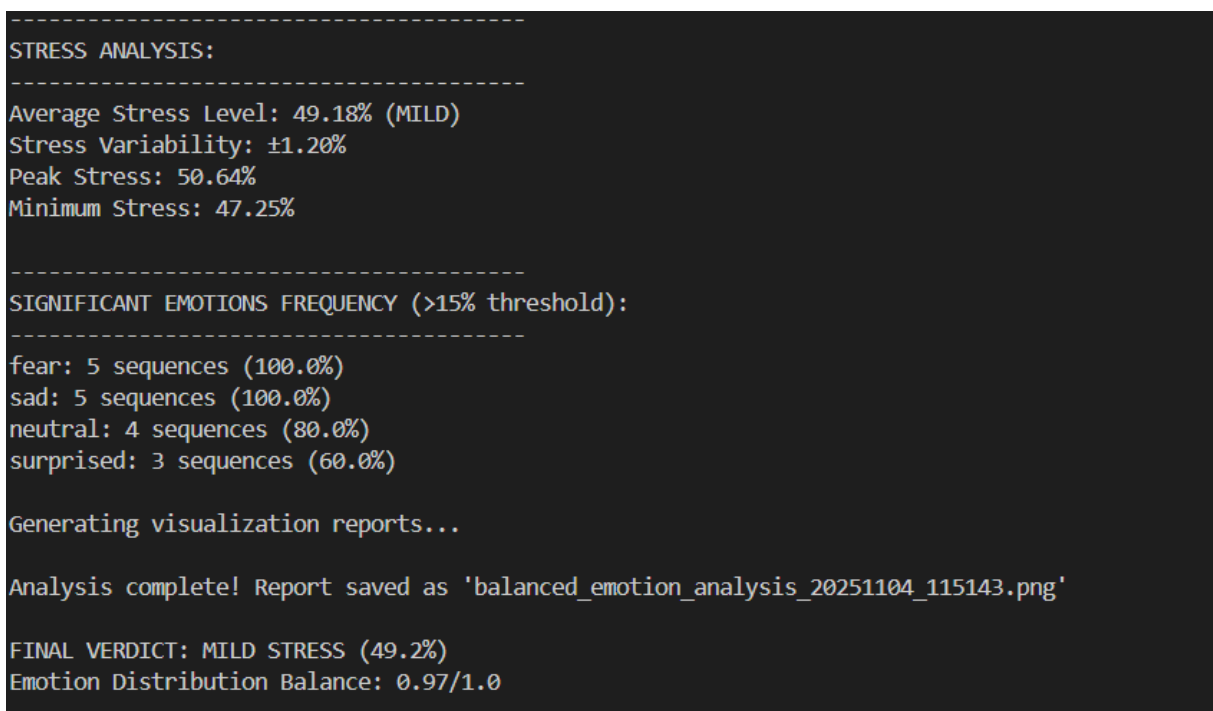 ----------------------------------------
STRESS ANALYSIS:
----------------------------------------
Average Stress Level: 49.18% (MILD)
Stress Variability: ±1.20%
Peak Stress: 50.64%
Minimum Stress: 47.25%
----------------------------------------
SIGNIFICANT EMOTIONS FREQUENCY (>15% threshold):
----------------------------------------
fear: 5 sequences (100.0%)
sad: 5 sequences (100.0%)
neutral: 4 sequences (80.0%)
surprised: 3 sequences (60.0%)
Generating visualization reports...
Analysis complete! Report saved as 'balanced_emotion_analysis_20251104_115143.png'
FINAL VERDICT: MILD STRESS (49.2%)
Emotion Distribution Balance: 0.97/1.0